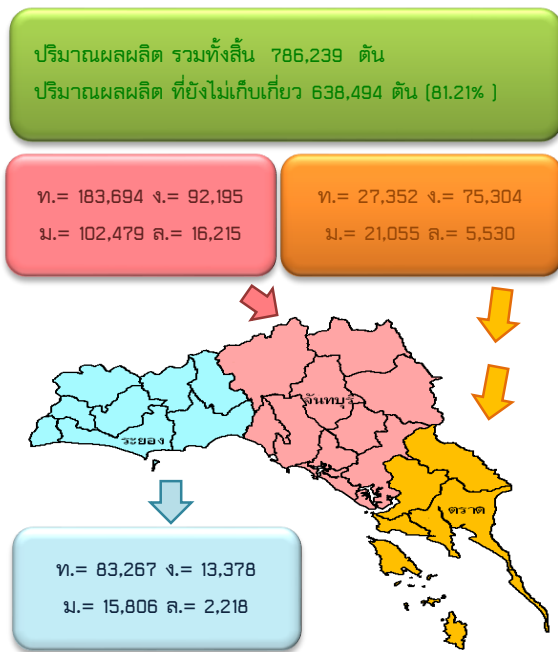 ปริมาณผลผลิต รวมทั้งสิ้น 786,239 ตัน
ปริมาณผลผลิต ที่ยังไม่เก็บเกี่ยว 638,494 ตัน (81.21% )
ท.= 183,694 ง.= 92,195
ม.= 102,479 ล.= 16,215
ท.= 27,352 ง.= 75,304
ม.= 21,055 ล.= 5,530
จันทบุรี
ระยอง
ตราด
ท.= 83,267 ง.= 13,378
ม.= 15,806 ล.= 2,218